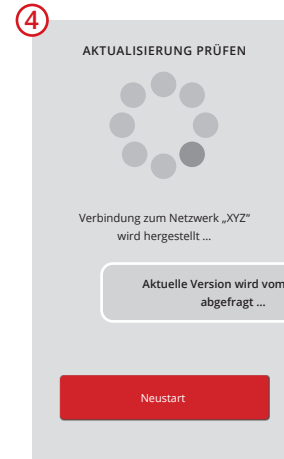 4
AKTUALISIERUNG PRÜFEN
Verbindung zum Netzwerk „XYZ“
wird hergestellt ...
Aktuelle Version wird vom
abgefragt ...
Neustart